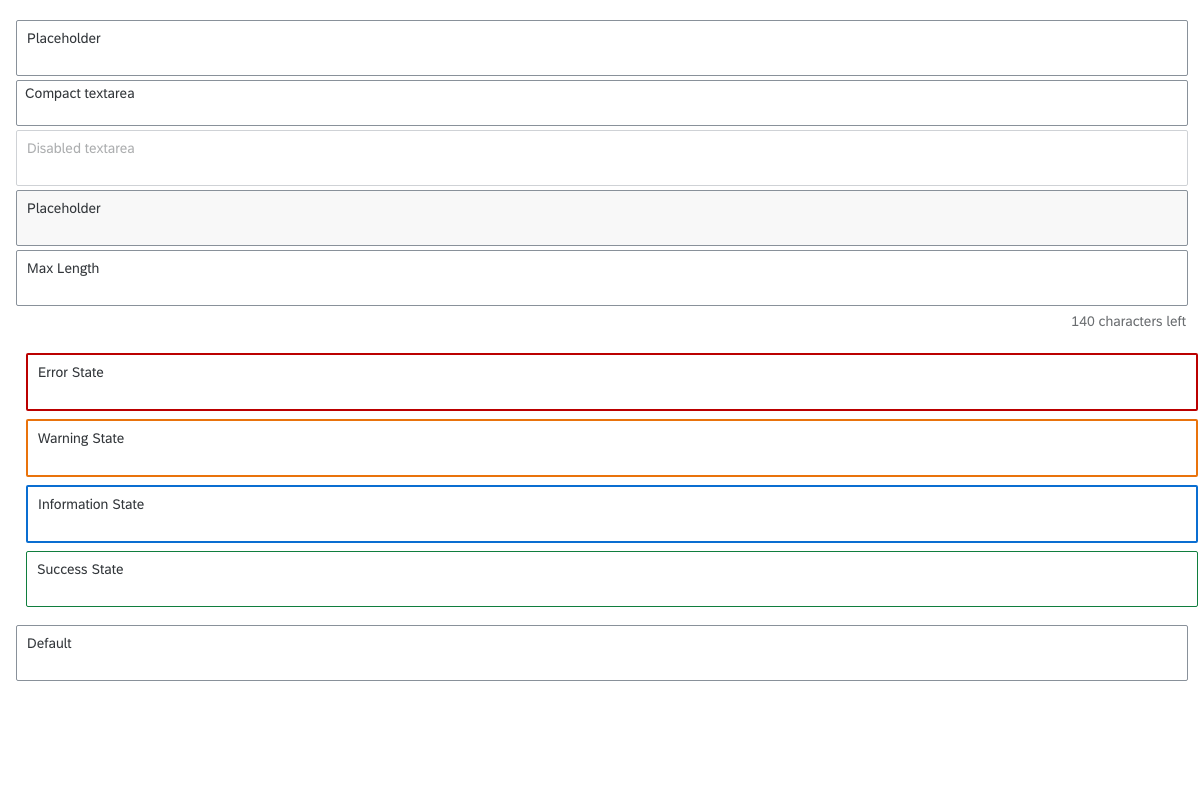 Placeholder
Compact textarea
Disabled textarea
Placeholder
Max Length
140 characters left
Error State
Warning State
Information State
Success State
Default